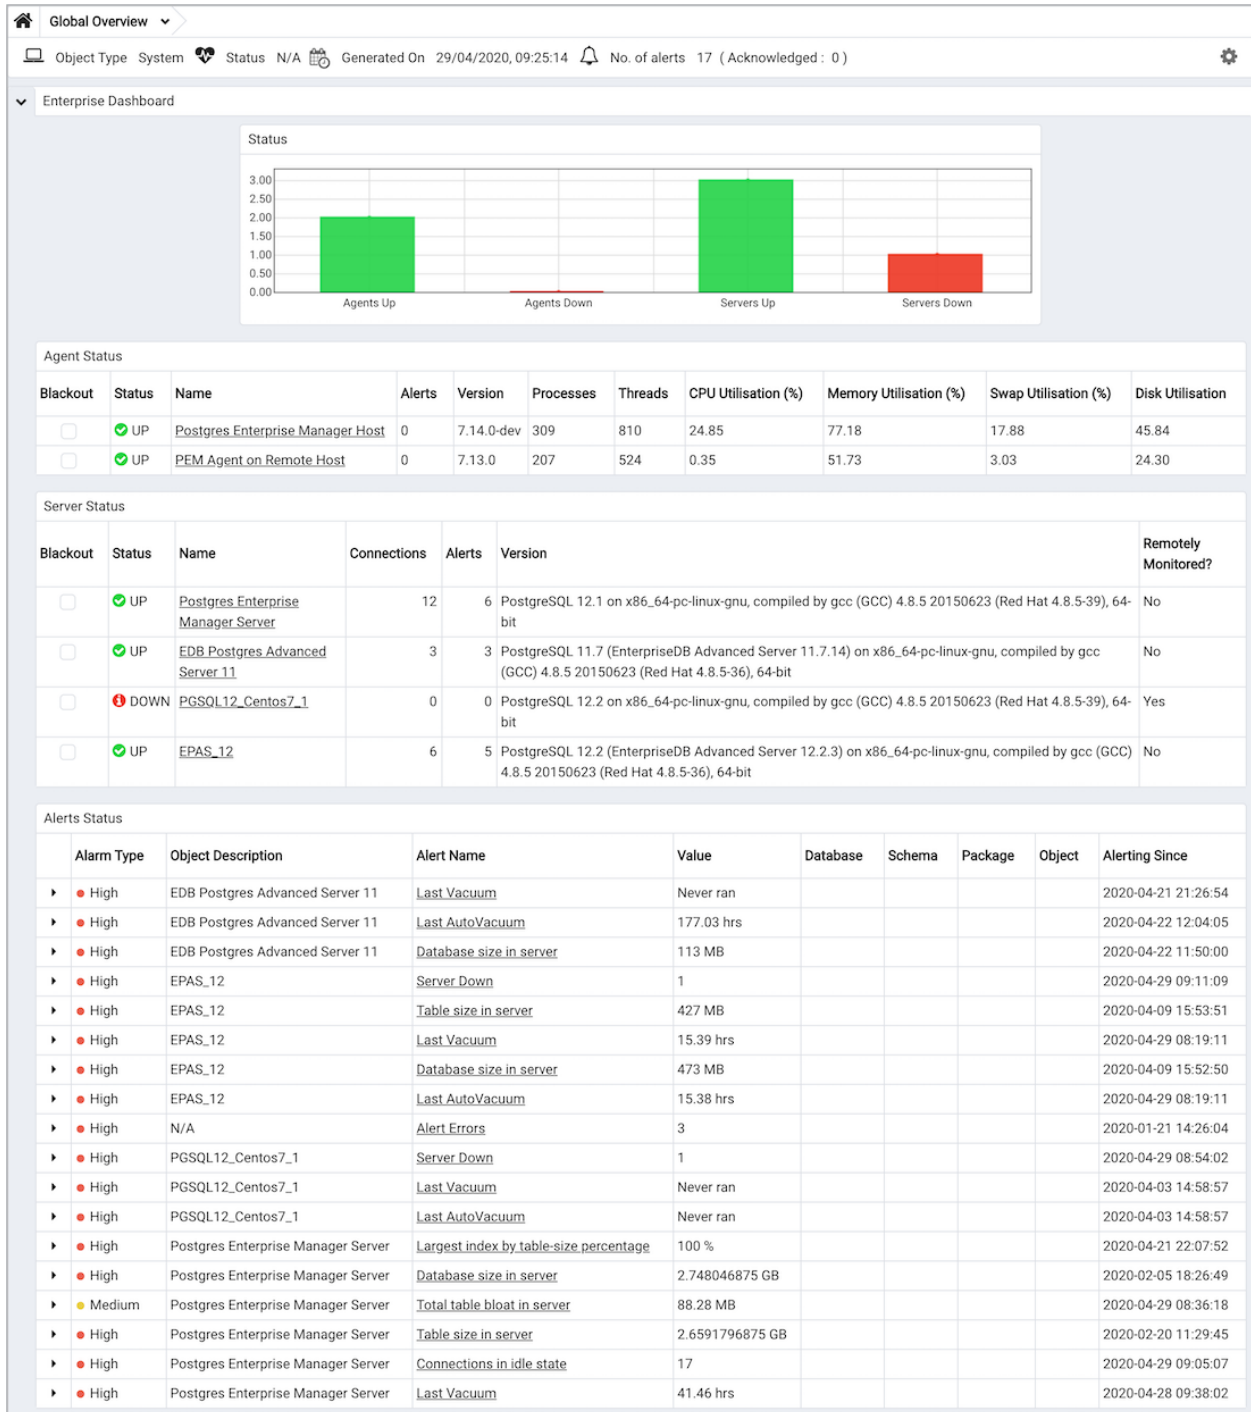 Global Overview
Object Type System Status N/A Generated On 29/04/2020, 09:25:14 No. of alerts 17 ( Acknowledged : 0 )
Enterprise Dashboard
Status
3.00
2.50
2.00
1.50
1.00
0.50
0.00
Agents Up Agents Down Servers Up Servers Down
Agent Status
Blackout Status Name Alerts Version Processes Threads CPU Utilisation (%) Memory Utilisation (%) Swap Utilisation (%) Disk Utilisation
UP Postgres Enterprise Manager Host 0 7.14.0-dev 309 810 24.85 77.18 17.88 45.84
UP PEM Agent on Remote Host 0 7.13.0 207 524 0.35 51.73 3.03 24.30
Server Status
Blackout Status Name Connections Alerts Version Remotely
Monitored?
UP Postgres Enterprise 12 6 PostgreSQL 12.1 on x86_64-pc-linux-gnu, compiled by gcc (GCC) 4.8.5 20150623 (Red Hat 4.8.5-39), 64- No
Manager Server bit
UP EDB Postgres Advanced 3 3 PostgreSQL 11.7 (EnterpriseDB Advanced Server 11.7.14) on x86_64-pc-linux-gnu, compiled by gcc No
Server 11 (GCC) 4.8.5 20150623 (Red Hat 4.8.5-36), 64-bit
DOWN PGSQL12_Centos7_1 0 0 PostgreSQL 12.2 on x86_64-pc-linux-gnu, compiled by gcc (GCC) 4.8.5 20150623 (Red Hat 4.8.5-39), 64- Yes
bit
UP EPAS_12 6 5 PostgreSQL 12.2 (EnterpriseDB Advanced Server 12.2.3) on x86_64-pc-linux-gnu, compiled by gcc (GCC) No
4.8.5 20150623 (Red Hat 4.8.5-36), 64-bit
Alerts Status
Alarm Type Object Description Alert Name Value Database Schema Package Object Alerting Since
High EDB Postgres Advanced Server 11 Last Vacuum Never ran 2020-04-21 21:26:54
High EDB Postgres Advanced Server 11 Last AutoVacuum 177.03 hrs 2020-04-22 12:04:05
High EDB Postgres Advanced Server 11 Database size in server 113 MB 2020-04-22 11:50:00
High EPAS_12 Server Down 1 2020-04-29 09:11:09
High EPAS_12 Table size in server 427 MB 2020-04-09 15:53:51
High EPAS_12 Last Vacuum 15.39 hrs 2020-04-29 08:19:11
High EPAS_12 Database size in server 473 MB 2020-04-09 15:52:50
High EPAS_12 Last AutoVacuum 15.38 hrs 2020-04-29 08:19:11
High N/A Alert Errors 3 2020-01-21 14:26:04
High PGSQL12_Centos7_1 Server Down 1 2020-04-29 08:54:02
High PGSQL12_Centos7_1 Last Vacuum Never ran 2020-04-03 14:58:57
High PGSQL12_Centos7_1 Last AutoVacuum Never ran 2020-04-03 14:58:57
High Postgres Enterprise Manager Server Largest index by table-size percentage 100 % 2020-04-21 22:07:52
High Postgres Enterprise Manager Server Database size in server 2.748046875 GB 2020-02-05 18:26:49
Medium Postgres Enterprise Manager Server Total table bloat in server 88.28 MB 2020-04-29 08:36:18
High Postgres Enterprise Manager Server Table size in server 2.6591796875 GB 2020-02-20 11:29:45
High Postgres Enterprise Manager Server Connections in idle state 17 2020-04-29 09:05:07
High Postgres Enterprise Manager Server Last Vacuum 41.46 hrs 2020-04-28 09:38:02